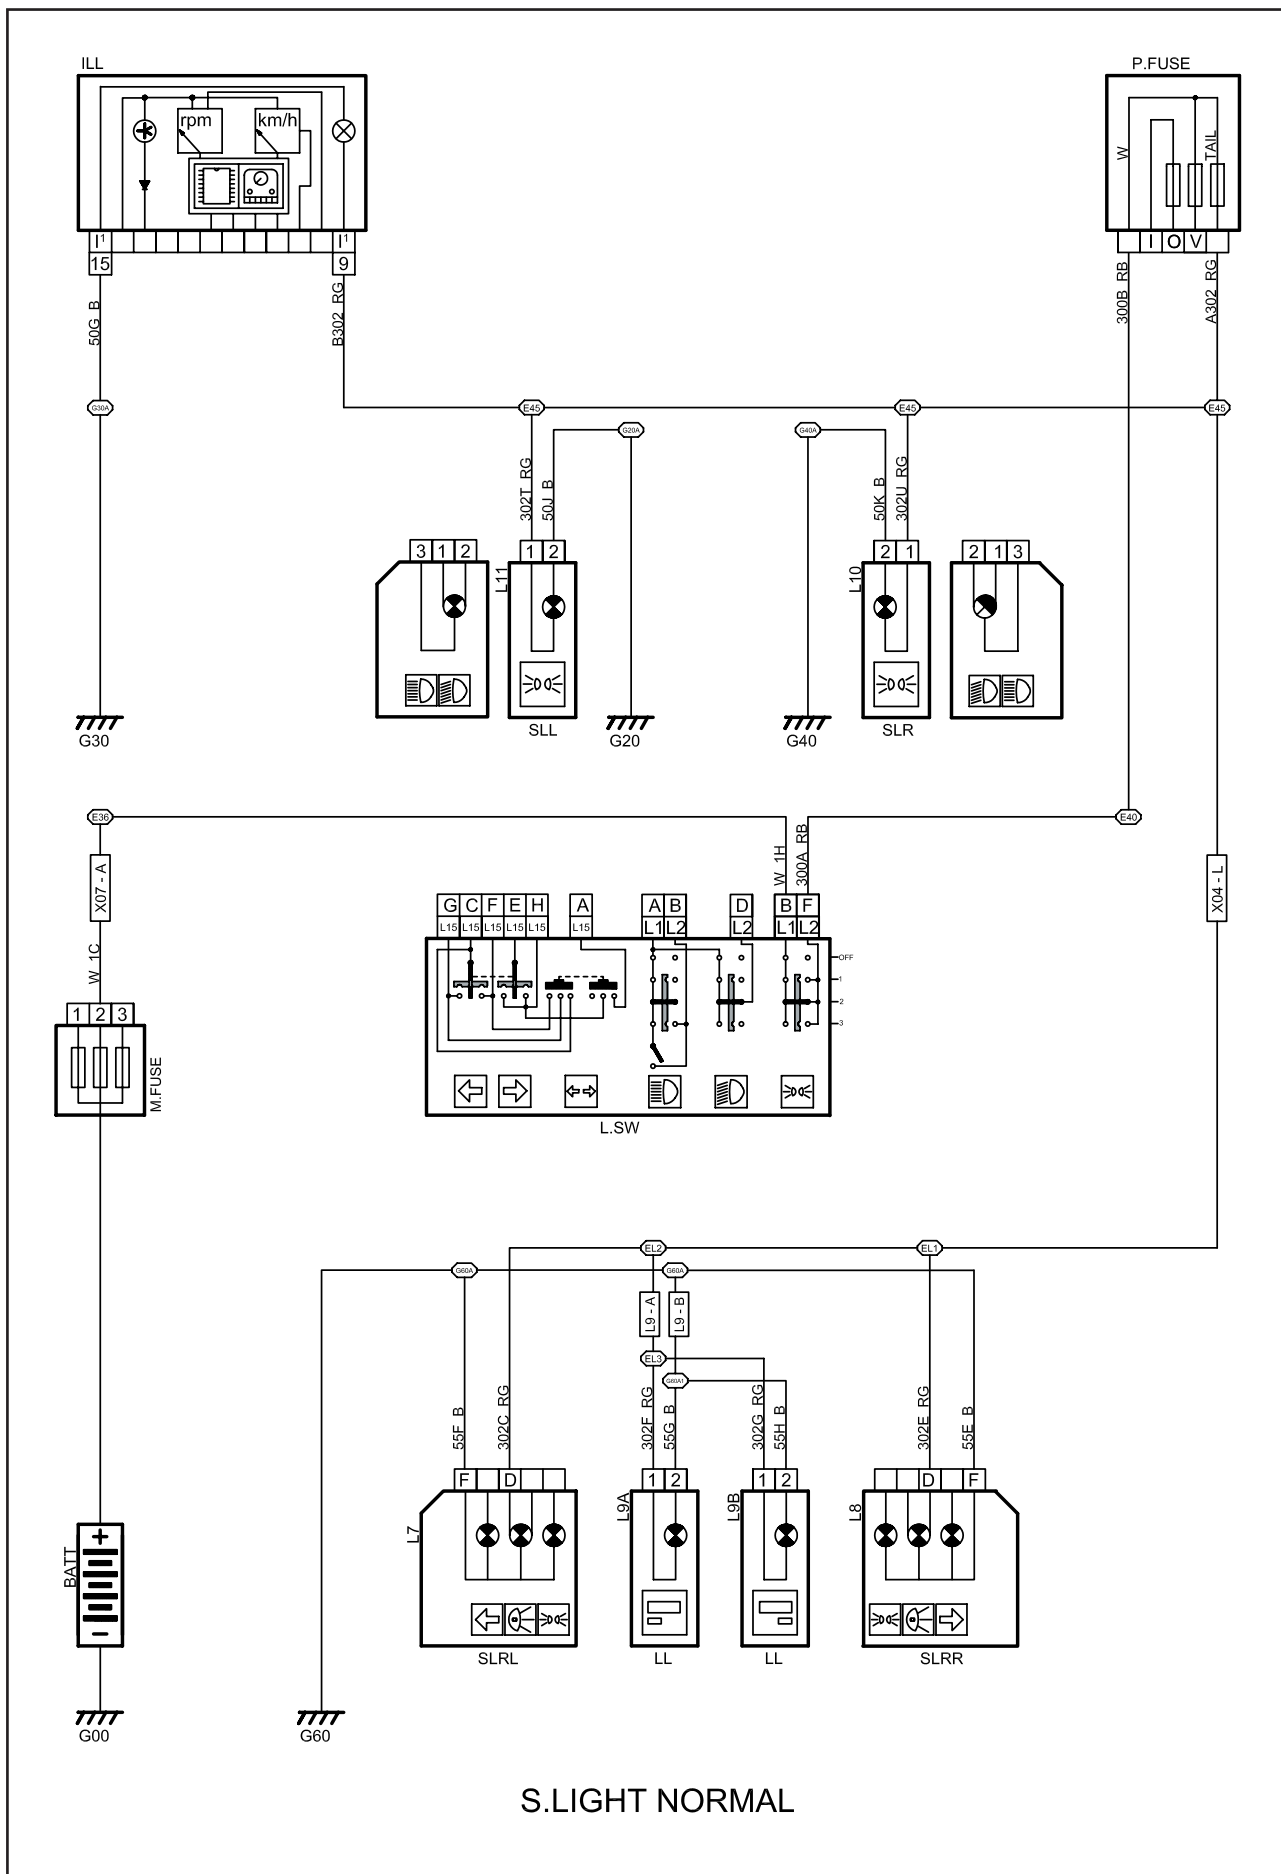 ILL
P.FUSE
rpm
km/h
W
TAIL
I1
I1
15
9
I
O
V
50G B
B302 RG
300B RB
A302 RG
G30A
E45
E45
E45
G20A
G40A
302T RG
50J B
50K B
302U RG
3 1 2
1 2
2 1
2 1 3
L11
L10
G30
SLL
G20
G40
SLR
E36
E40
X07 - A
W 1H
300A RB
X04 - L
G C F E H A
A B
D
B F
L15 L15 L15 L15 L15 L15
L1 L2
L2
L1 L2
OFF
1
2
3
W 1C
1 2 3
M.FUSE
L.SW
EL2
EL1
G60A
G60A
L9 - A
L9 - B
EL3
G60A1
55F B
302C RG
302F RG
55G B
302G RG
55H B
302E RG
55E B
F
D
1 2
1 2
D
F
L7
L9A
L9B
L8
BATT
+
−
SLRL
LL
LL
SLRR
G00
G60
S.LIGHT NORMAL